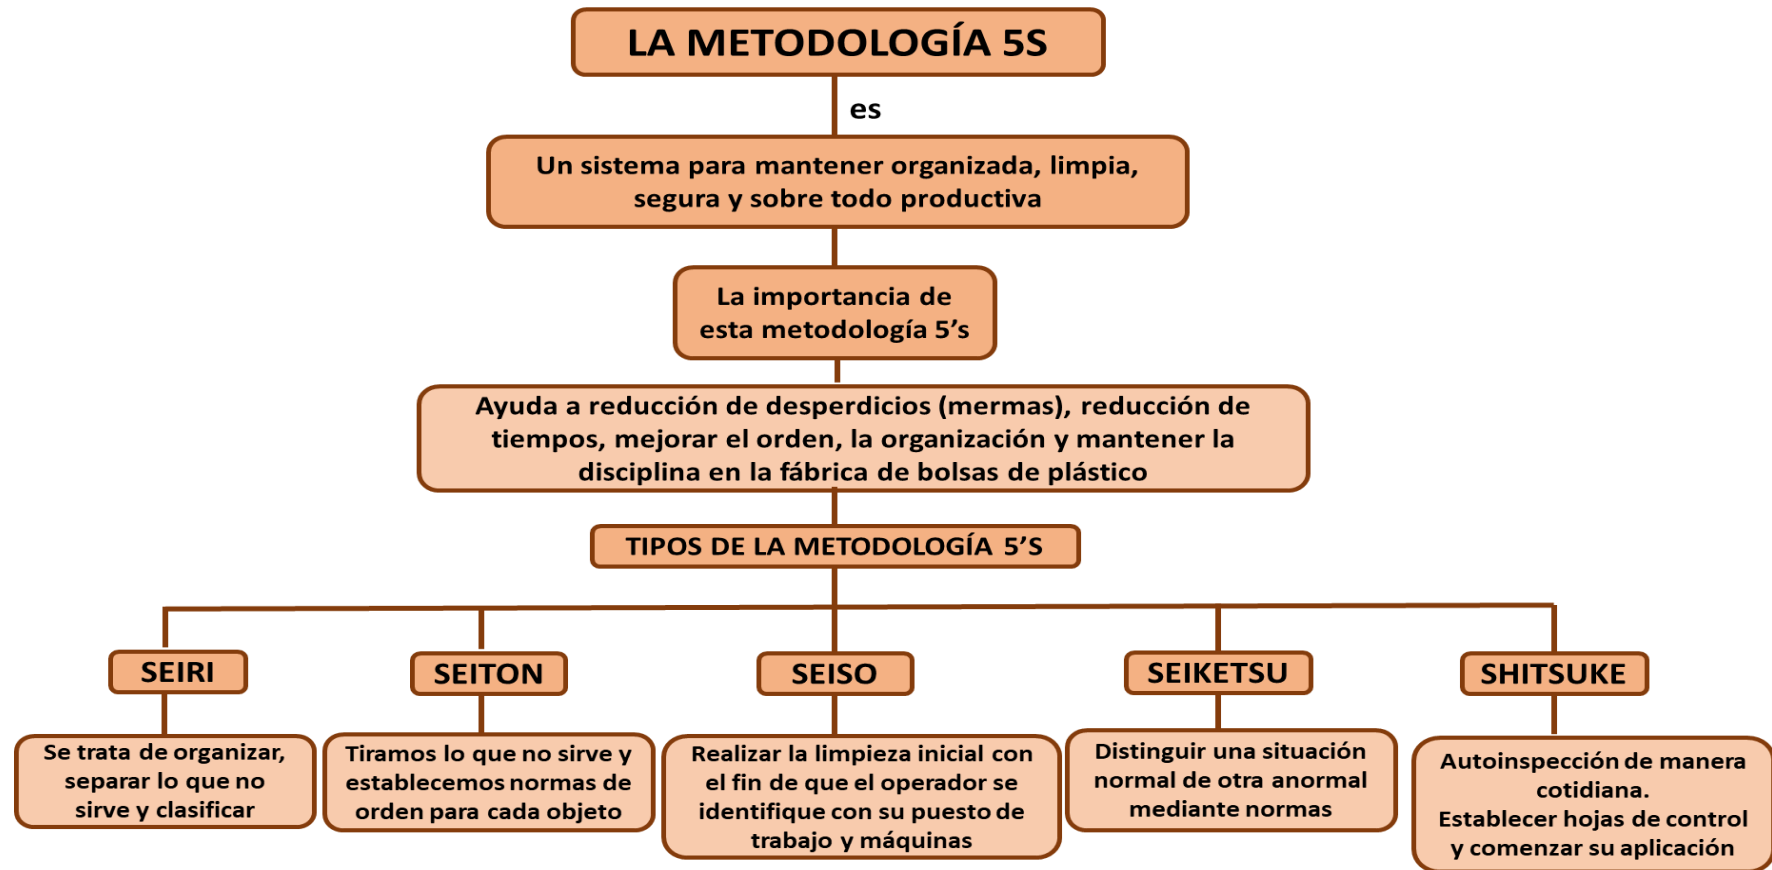 LA METODOLOGÍA 5S
es
Un sistema para mantener organizada, limpia,
segura y sobre todo productiva
La importancia de
esta metodología 5’s
Ayuda a reducción de desperdicios (mermas), reducción de
tiempos, mejorar el orden, la organización y mantener la
disciplina en la fábrica de bolsas de plástico
TIPOS DE LA METODOLOGÍA 5’S
SEIRI
Se trata de organizar,
separar lo que no
sirve y clasificar
SEITON
Tiramos lo que no sirve y
establecemos normas de
orden para cada objeto
SEISO
Realizar la limpieza inicial con
el fin de que el operador se
identifique con su puesto de
trabajo y máquinas
SEIKETSU
Distinguir una situación
normal de otra anormal
mediante normas
SHITSUKE
Autoinspección de manera
cotidiana.
Establecer hojas de control
y comenzar su aplicación